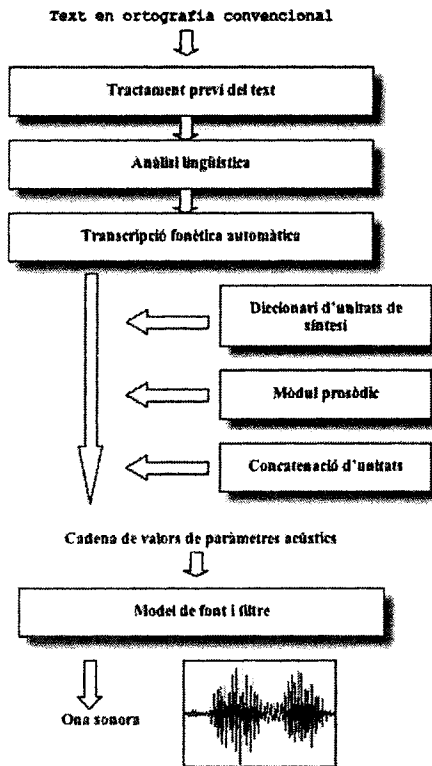 Text en ortografia convencional
Tractament previ del text
Anàlisi lingüística
Transcripció fonètica automàtica
Diccionari d'unitats de
síntesi
Mòdul prosòdic
Concatenació d'unitats
Cadena de valors de paràmetres acústics
Model de font i filtre
Ona sonora